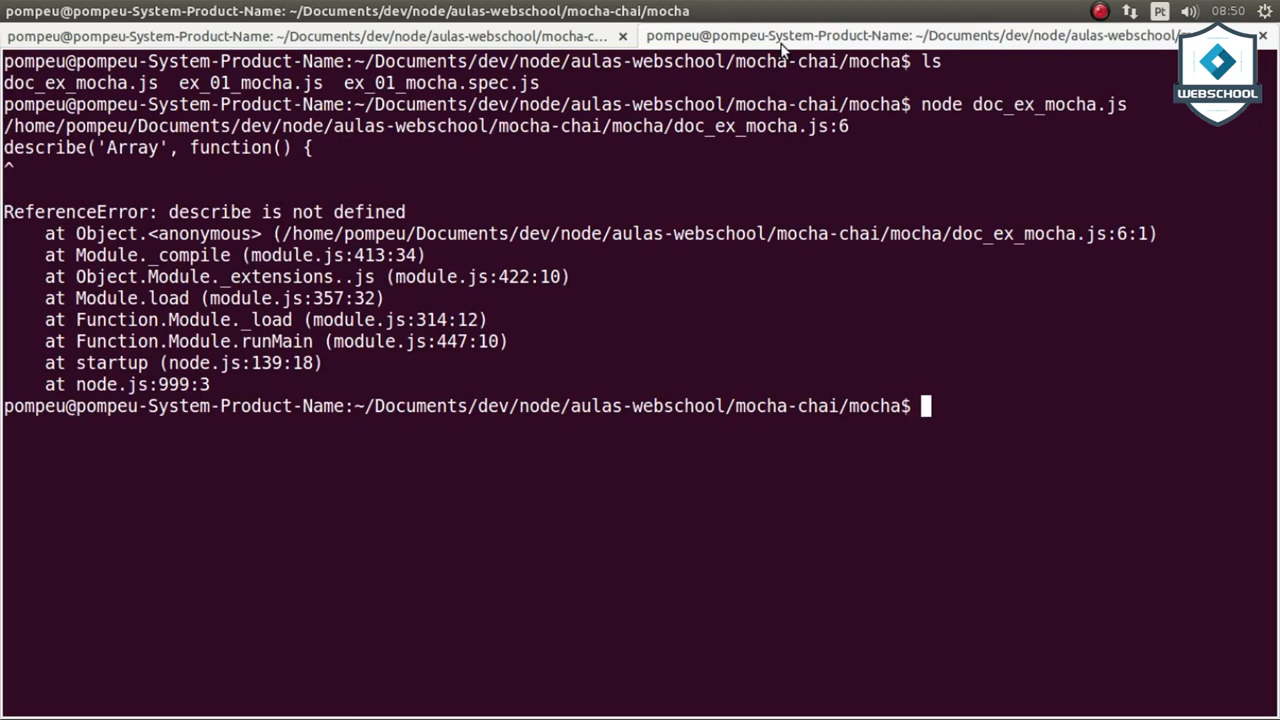 pompeu@pompeu-System-Product-Name: ~/Documents/dev/node/aulas-webschool/mocha-chai/mocha
Pt
08:50
pompeu@pompeu-System-Product-Name: ~/Documents/dev/node/aulas-webschool/mocha-c... ×
pompeu@pompeu-System-Product-Name: ~/Documents/dev/node/aulas-webschool/ ×
WEBSCHOOL
pompeu@pompeu-System-Product-Name:~/Documents/dev/node/aulas-webschool/mocha-chai/mocha$ ls
doc_ex_mocha.js  ex_01_mocha.js  ex_01_mocha.spec.js
pompeu@pompeu-System-Product-Name:~/Documents/dev/node/aulas-webschool/mocha-chai/mocha$ node doc_ex_mocha.js
/home/pompeu/Documents/dev/node/aulas-webschool/mocha-chai/mocha/doc_ex_mocha.js:6
describe('Array', function() {
^
ReferenceError: describe is not defined
    at Object.<anonymous> (/home/pompeu/Documents/dev/node/aulas-webschool/mocha-chai/mocha/doc_ex_mocha.js:6:1)
    at Module._compile (module.js:413:34)
    at Object.Module._extensions..js (module.js:422:10)
    at Module.load (module.js:357:32)
    at Function.Module._load (module.js:314:12)
    at Function.Module.runMain (module.js:447:10)
    at startup (node.js:139:18)
    at node.js:999:3
pompeu@pompeu-System-Product-Name:~/Documents/dev/node/aulas-webschool/mocha-chai/mocha$